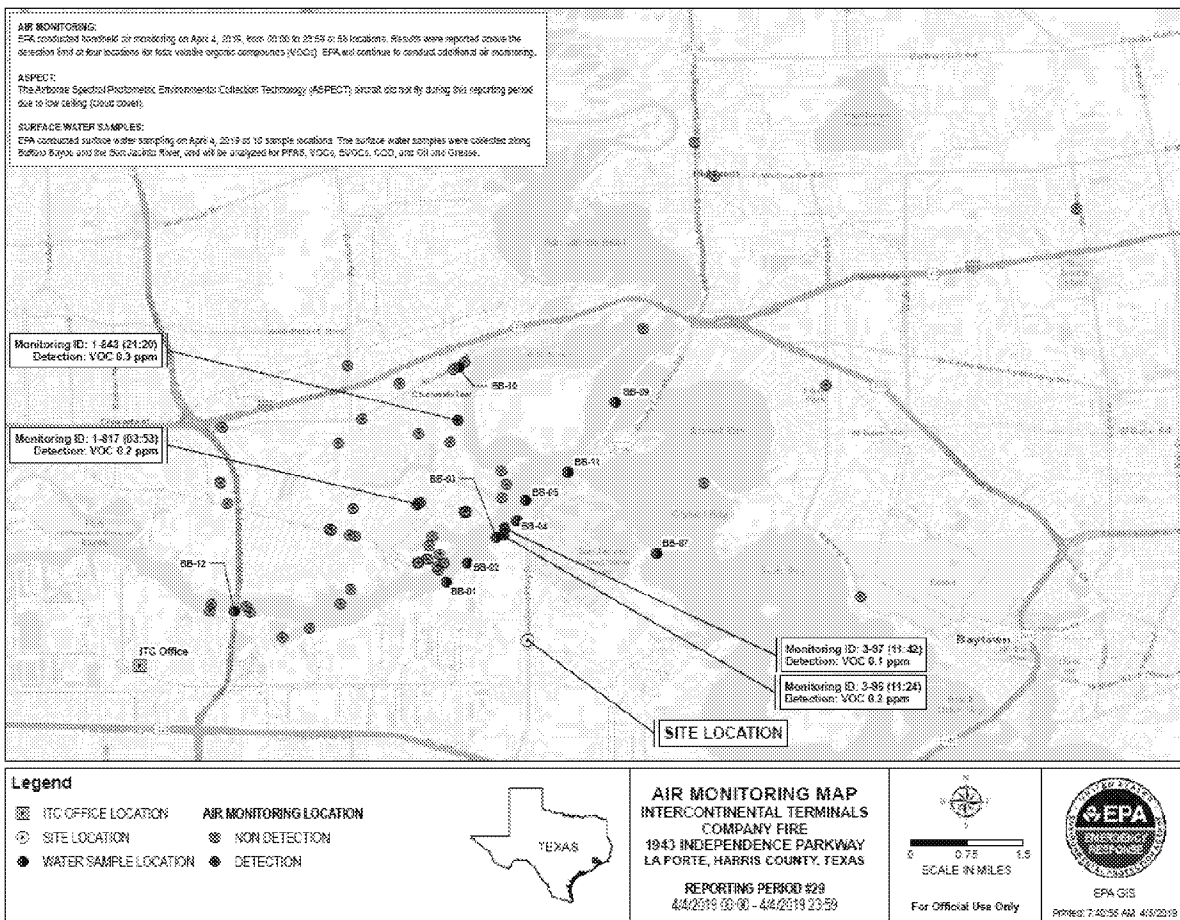 AIR MONITORING:
EPA conducted handheld air monitoring on April 4, 2019, from 00:00 to 23:59 at 58 locations. Results were reported above the
detection limit at four locations for total volatile organic compounds (VOCs). EPA will continue to conduct additional air monitoring.
ASPECT:
The Airborne Spectral Photometric Environmental Collection Technology (ASPECT) aircraft did not fly during this reporting period
due to low ceiling (cloud cover).
SURFACE WATER SAMPLES:
EPA conducted surface water sampling on April 4, 2019 at 10 sample locations. The surface water samples were collected along
Buffalo Bayou and the San Jacinto River, and will be analyzed for PFAS, VOCs, SVOCs, COD, and Oil and Grease.
Monitoring ID: 1-843 (21:20)
Detection: VOC 0.3 ppm
BB-10
BB-09
Monitoring ID: 1-817 (03:53)
Detection: VOC 0.2 ppm
BB-03
BB-11
BB-05
BB-04
BB-07
BB-12
BB-02
BB-01
ITC Office
Baytown
Monitoring ID: 3-97 (11:42)
Detection: VOC 0.1 ppm
Monitoring ID: 3-96 (11:24)
Detection: VOC 0.2 ppm
SITE LOCATION
Legend
ITC OFFICE LOCATION
SITE LOCATION
WATER SAMPLE LOCATION
AIR MONITORING LOCATION
NON DETECTION
DETECTION
TEXAS
AIR MONITORING MAP
INTERCONTINENTAL TERMINALS
COMPANY FIRE
1943 INDEPENDENCE PARKWAY
LA PORTE, HARRIS COUNTY, TEXAS
REPORTING PERIOD #29
4/4/2019 00:00 - 4/4/2019 23:59
N
0 0.75 1.5
SCALE IN MILES
For Official Use Only
EPA
EPA GIS
Printed: 7:40:56 AM 4/5/2019